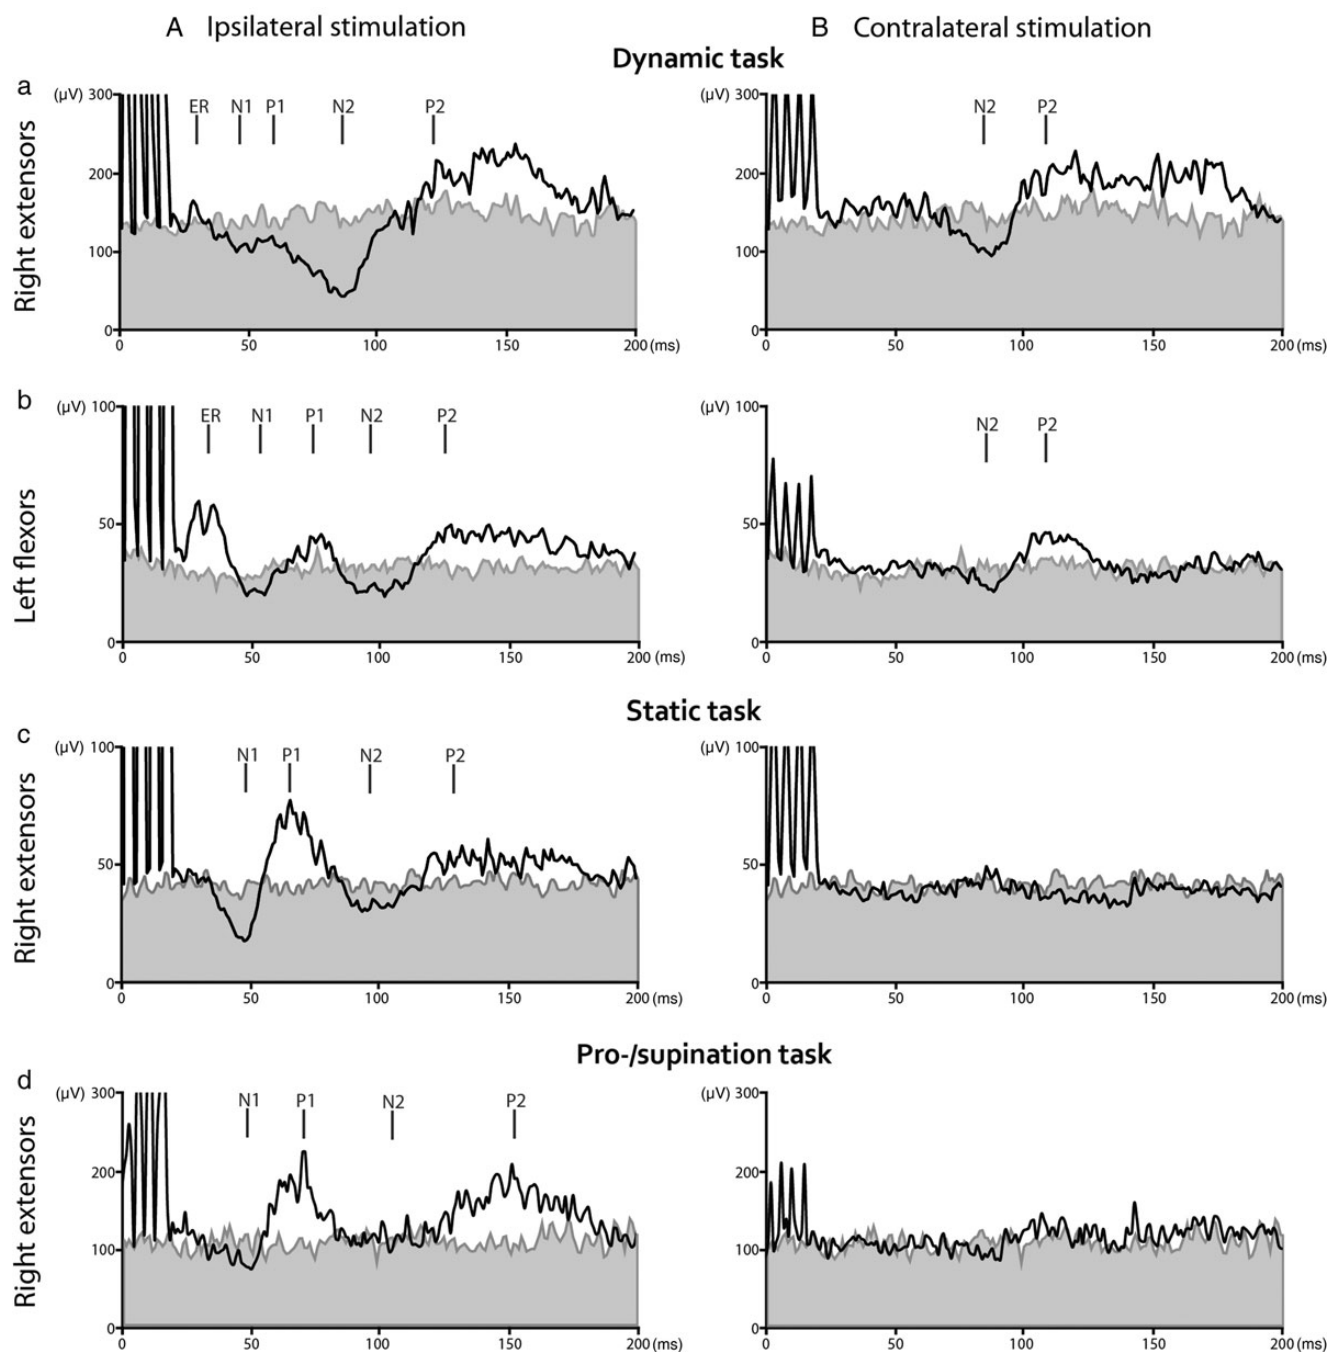 A Ipsilateral stimulation
B Contralateral stimulation
Dynamic task
a
Right extensors
(µV) 300
200
100
0
ER N1 P1 N2 P2
0 50 100 150 200 (ms)
(µV) 300
200
100
0
N2 P2
0 50 100 150 200 (ms)
b
Left flexors
(µV) 100
50
0
ER N1 P1 N2 P2
0 50 100 150 200 (ms)
(µV) 100
50
0
N2 P2
0 50 100 150 200 (ms)
Static task
c
Right extensors
(µV) 100
50
0
N1 P1 N2 P2
0 50 100 150 200 (ms)
(µV) 100
50
0
0 50 100 150 200 (ms)
Pro-/supination task
d
Right extensors
(µV) 300
200
100
0
N1 P1 N2 P2
0 50 100 150 200 (ms)
(µV) 300
200
100
0
0 50 100 150 200 (ms)